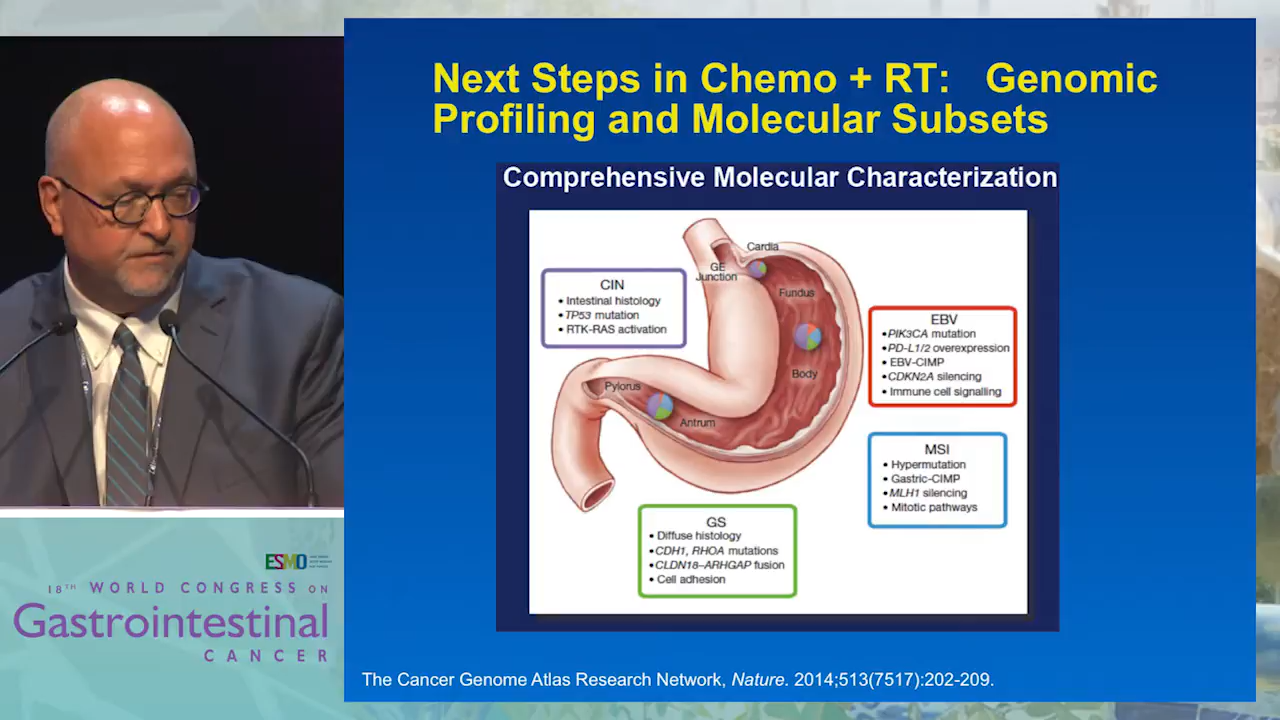 Next Steps in Chemo + RT: Genomic
Profiling and Molecular Subsets
Comprehensive Molecular Characterization
Cardia
GE
Junction
Fundus
Body
Pylorus
Antrum
CIN
• Intestinal histology
• TP53 mutation
• RTK-RAS activation
EBV
• PIK3CA mutation
• PD-L1/2 overexpression
• EBV-CIMP
• CDKN2A silencing
• Immune cell signalling
MSI
• Hypermutation
• Gastric-CIMP
• MLH1 silencing
• Mitotic pathways
GS
• Diffuse histology
• CDH1, RHOA mutations
• CLDN18–ARHGAP fusion
• Cell adhesion
The Cancer Genome Atlas Research Network, Nature. 2014;513(7517):202-209.
ESMO
18TH WORLD CONGRESS ON
Gastrointestinal
CANCER